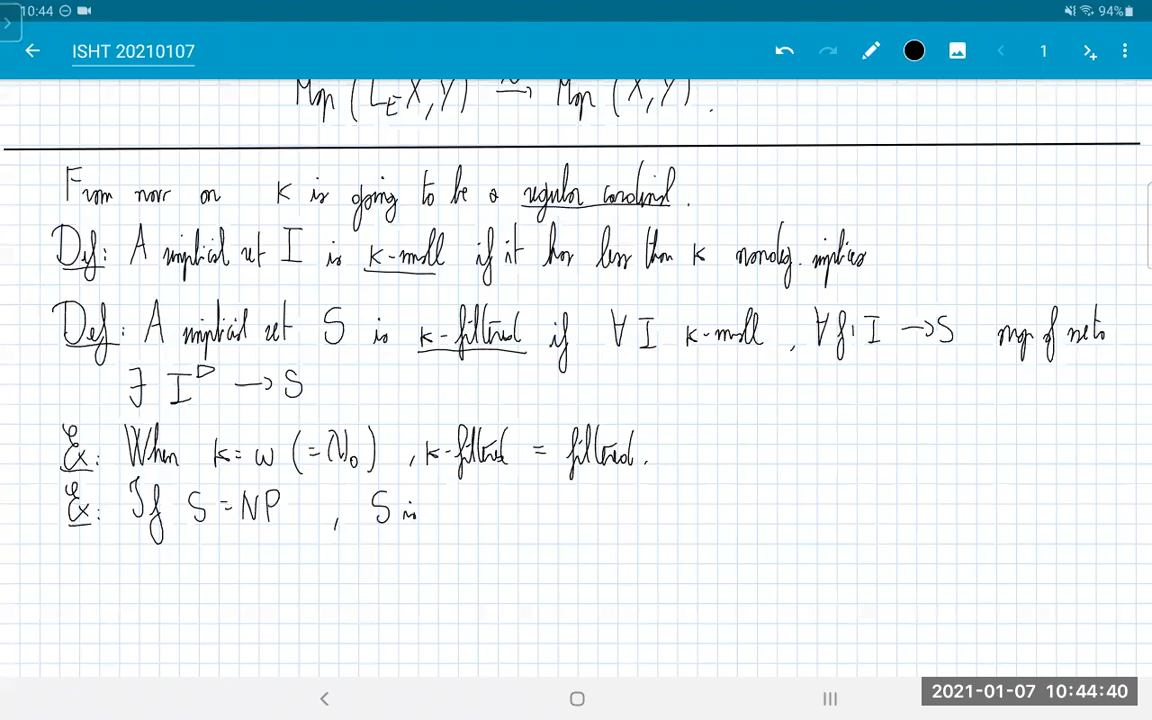 10:44
94%
ISHT 20210107
1
Map (L_E X, Y) ~→ Map (X, Y).
From now on κ is going to be a regular cardinal.
Def: A simplicial set I is κ-small if it has less than κ nondeg. simplices
Def: A simplicial set S is κ-filtered if ∀ I κ-small, ∀ f: I → S map of ssets
∃ I^▷ → S
Ex: When κ = ω (= ℵ₀), κ-filtered = filtered.
Ex: If S = NP , S is
2021-01-07 10:44:40